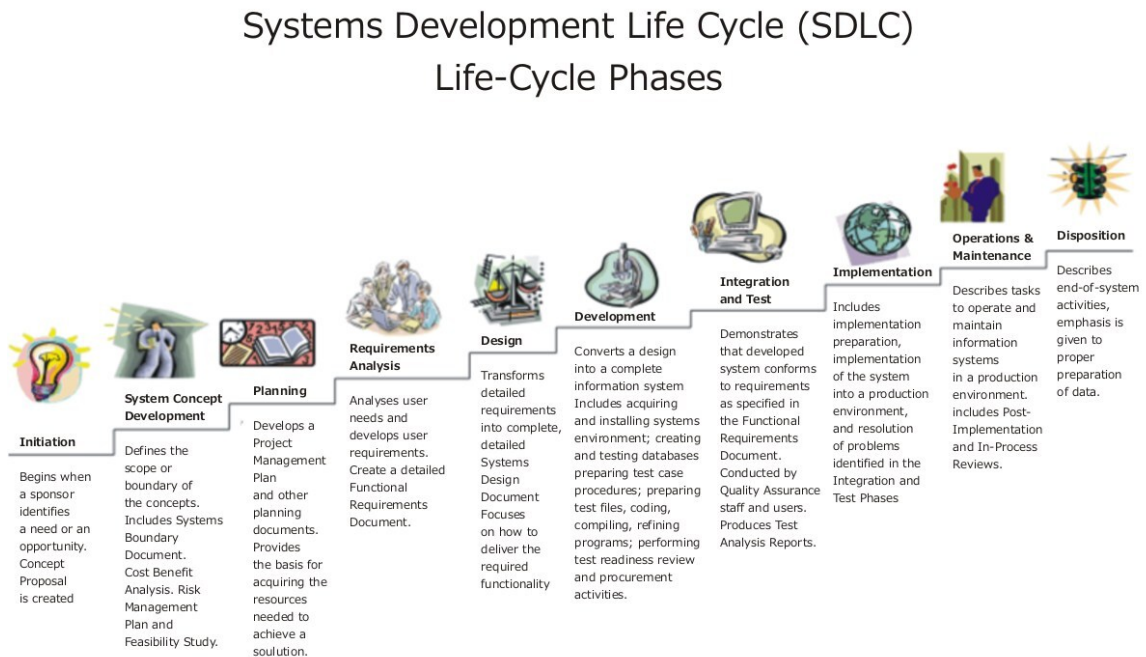 Systems Development Life Cycle (SDLC)
Life-Cycle Phases
Initiation
Begins when
a sponsor
identifies
a need or an
opportunity.
Concept
Proposal
is created
System Concept
Development
Defines the
scope or
boundary of
the concepts.
Includes Systems
Boundary
Document.
Cost Benefit
Analysis. Risk
Management
Plan and
Feasibility Study.
Planning
Develops a
Project
Management
Plan
and other
planning
documents.
Provides
the basis for
acquiring the
resources
needed to
achieve a
soulution.
Requirements
Analysis
Analyses user
needs and
develops user
requirements.
Create a detailed
Functional
Requirements
Document.
Design
Transforms
detailed
requirements
into complete,
detailed
Systems
Design
Document
Focuses
on how to
deliver the
required
functionality
Development
Converts a design
into a complete
information system
Includes acquiring
and installing systems
environment; creating
and testing databases
preparing test case
procedures; preparing
test files, coding,
compiling, refining
programs; performing
test readiness review
and procurement
activities.
Integration
and Test
Demonstrates
that developed
system conforms
to requirements
as specified in
the Functional
Requirements
Document.
Conducted by
Quality Assurance
staff and users.
Produces Test
Analysis Reports.
Implementation
Includes
implementation
preparation,
implementation
of the system
into a production
environment,
and resolution
of problems
identified in the
Integration and
Test Phases
Operations &
Maintenance
Describes tasks
to operate and
maintain
information
systems
in a production
environment.
includes Post-
Implementation
and In-Process
Reviews.
Disposition
Describes
end-of-system
activities,
emphasis is
given to
proper
preparation
of data.